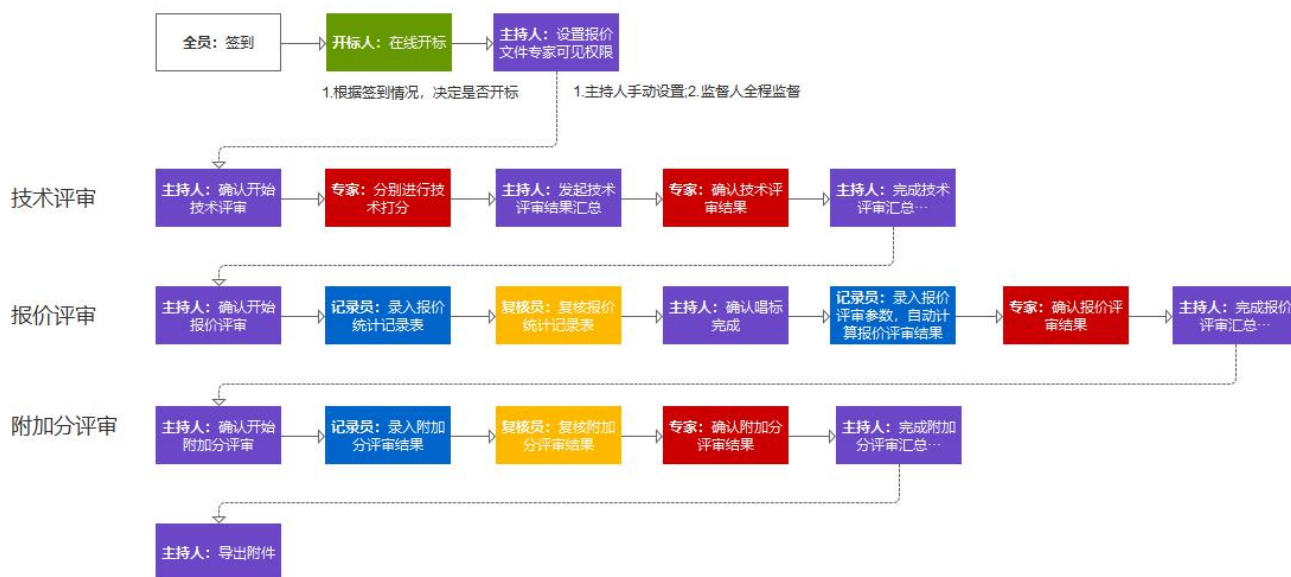 全员：签到
开标人：在线开标
主持人：设置报价
文件专家可见权限
1.根据签到情况，决定是否开标
1.主持人手动设置;2.监督人全程监督
技术评审
主持人：确认开始
技术评审
专家：分别进行技
术打分
主持人：发起技术
评审结果汇总
专家：确认技术评
审结果
主持人：完成技术
评审汇总…
报价评审
主持人：确认开始
报价评审
记录员：录入报价
统计记录表
复核员：复核报价
统计记录表
主持人：确认唱标
完成
记录员：录入报价
评审参数，自动计
算报价评审结果
专家：确认报价评
审结果
主持人：完成报价
评审汇总…
附加分评审
主持人：确认开始
附加分评审
记录员：录入附加
分评审结果
复核员：复核附加
分评审结果
专家：确认附加分
评审结果
主持人：完成附加
分评审汇总…
主持人：导出附件